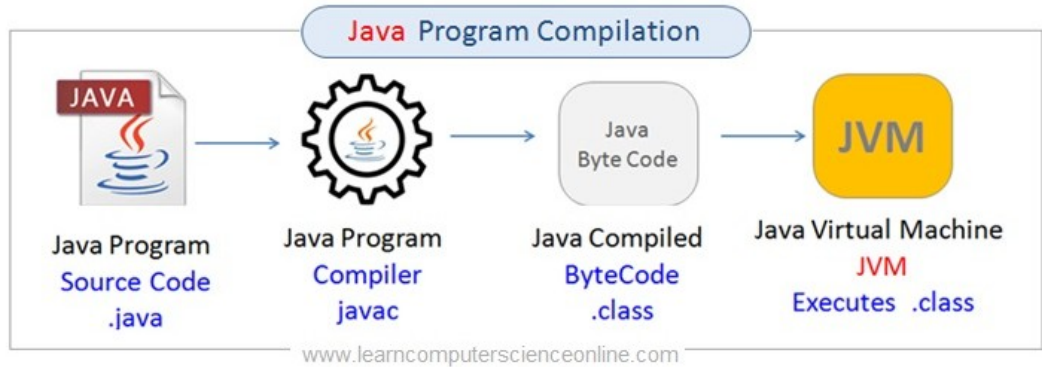 Java Program Compilation
JAVA
Java Program
Source Code
.java
Java Program
Compiler
javac
Java
Byte Code
Java Compiled
ByteCode
.class
JVM
Java Virtual Machine
JVM
Executes .class
www.learncomputerscienceonline.com